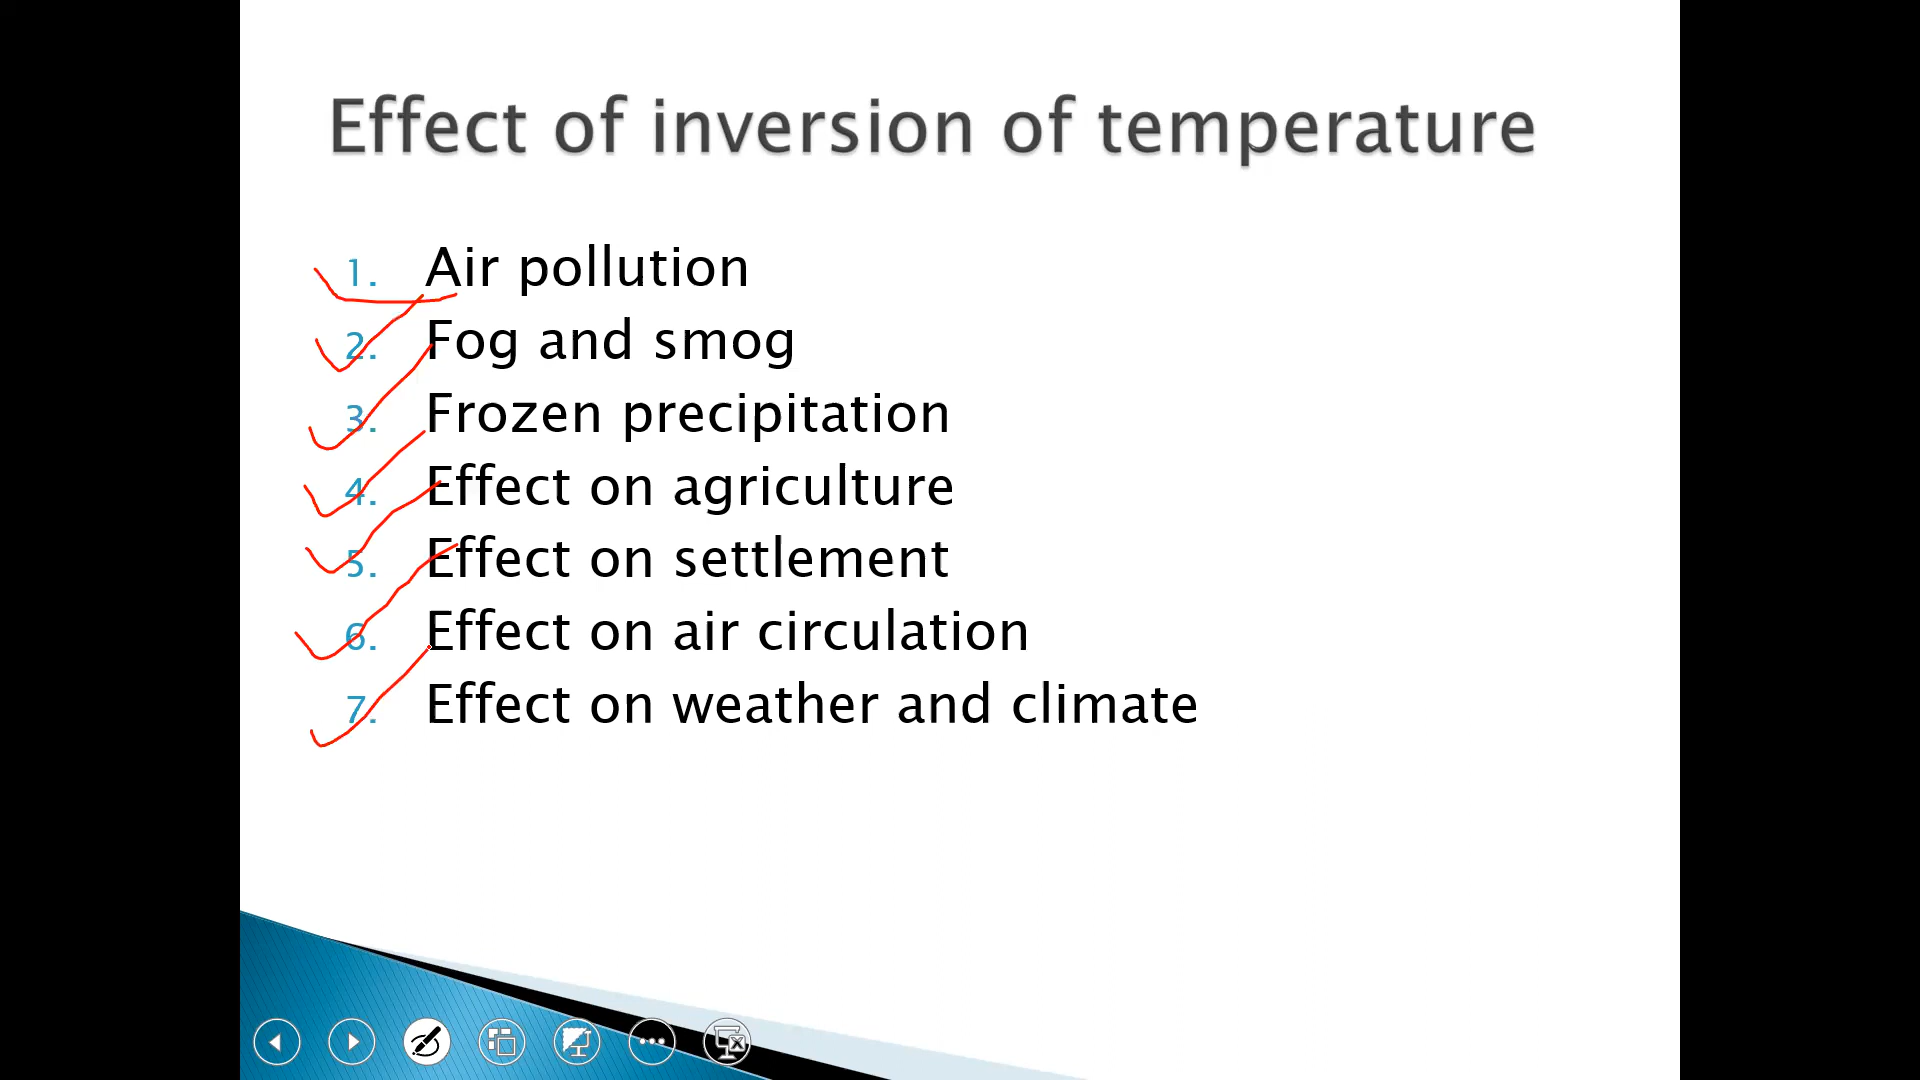 Effect of inversion of temperature
1. Air pollution
2. Fog and smog
3. Frozen precipitation
4. Effect on agriculture
5. Effect on settlement
6. Effect on air circulation
7. Effect on weather and climate